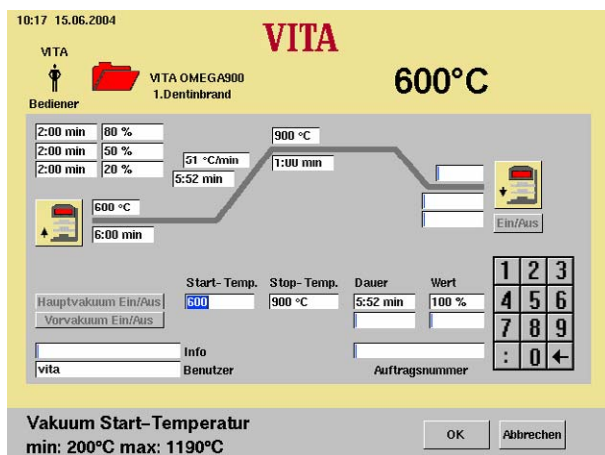 10:17 15.06.2004
VITA
VITA
Bediener
VITA OMEGA900
1.Dentinbrand
600°C
2:00 min 80 %
2:00 min 50 %
2:00 min 20 %
51 °C/min
5:52 min
900 °C
1:00 min
600 °C
6:00 min
Ein/Aus
Hauptvakuum Ein/Aus
Vorvakuum Ein/Aus
Start-Temp. Stop-Temp. Dauer Wert
600 900 °C 5:52 min 100 %
1 2 3
4 5 6
7 8 9
: 0 ←
Info
vita Benutzer Auftragsnummer
Vakuum Start-Temperatur
min: 200°C max: 1190°C
OK Abbrechen